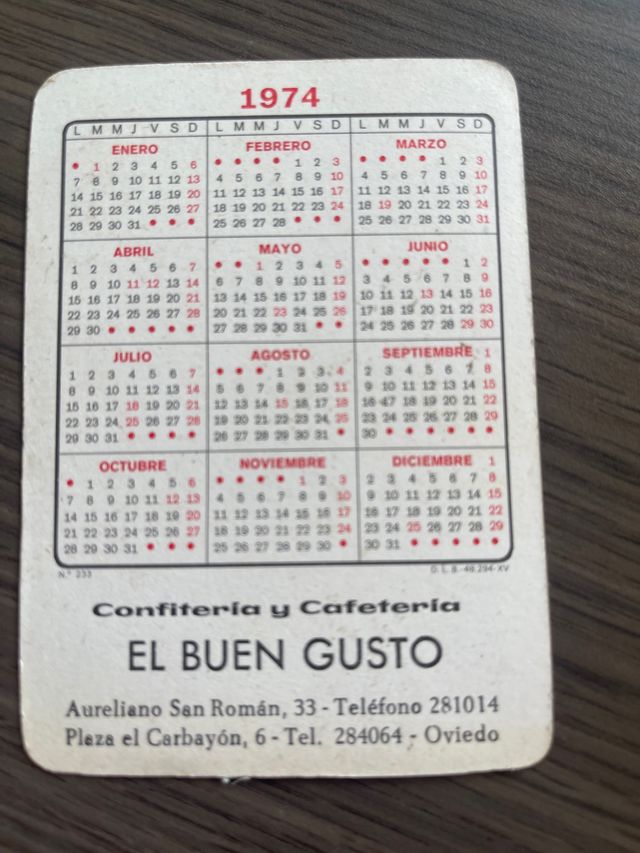 1974
L M M J V S D L M M J V S D L M M J V S D
ENERO FEBRERO MARZO
1 2 3 4 5 6 1 2 3 1 2 3
7 8 9 10 11 12 13 4 5 6 7 8 9 10 4 5 6 7 8 9 10
14 15 16 17 18 19 20 11 12 13 14 15 16 17 11 12 13 14 15 16 17
21 22 23 24 25 26 27 18 19 20 21 22 23 24 18 19 20 21 22 23 24
28 29 30 31 25 26 27 28 25 26 27 28 29 30 31
ABRIL MAYO JUNIO
1 2 3 4 5 6 7 1 2 3 4 5 1 2
8 9 10 11 12 13 14 6 7 8 9 10 11 12 3 4 5 6 7 8 9
15 16 17 18 19 20 21 13 14 15 16 17 18 19 10 11 12 13 14 15 16
22 23 24 25 26 27 28 20 21 22 23 24 25 26 17 18 19 20 21 22 23
29 30 27 28 29 30 31 24 25 26 27 28 29 30
JULIO AGOSTO SEPTIEMBRE 1
1 2 3 4 5 6 7 1 2 3 4 2 3 4 5 6 7 8
8 9 10 11 12 13 14 5 6 7 8 9 10 11 9 10 11 12 13 14 15
15 16 17 18 19 20 21 12 13 14 15 16 17 18 16 17 18 19 20 21 22
22 23 24 25 26 27 28 19 20 21 22 23 24 25 23 24 25 26 27 28 29
29 30 31 26 27 28 29 30 31 30
OCTUBRE NOVIEMBRE DICIEMBRE 1
1 2 3 4 5 6 1 2 3 2 3 4 5 6 7 8
7 8 9 10 11 12 13 4 5 6 7 8 9 10 9 10 11 12 13 14 15
14 15 16 17 18 19 20 11 12 13 14 15 16 17 16 17 18 19 20 21 22
21 22 23 24 25 26 27 18 19 20 21 22 23 24 23 24 25 26 27 28 29
28 29 30 31 25 26 27 28 29 30 30 31
N.º 233 D. L. B.-48.294-XV
Confitería y Cafetería
EL BUEN GUSTO
Aureliano San Román, 33 - Teléfono 281014
Plaza el Carbayón, 6 - Tel. 284064 - Oviedo